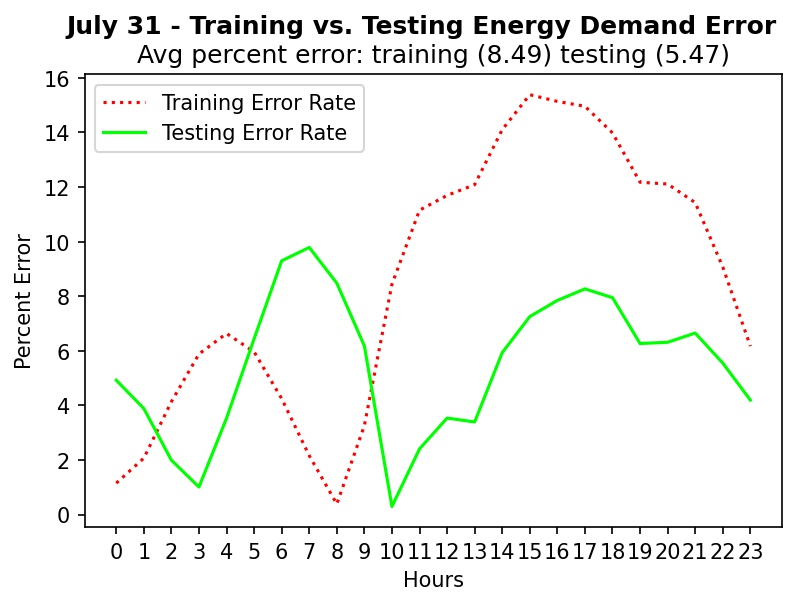 July 31 - Training vs. Testing Energy Demand Error
Avg percent error: training (8.49) testing (5.47)
Training Error Rate
Testing Error Rate
Percent Error
16
14
12
10
8
6
4
2
0
0 1 2 3 4 5 6 7 8 9 10 11 12 13 14 15 16 17 18 19 20 21 22 23
Hours